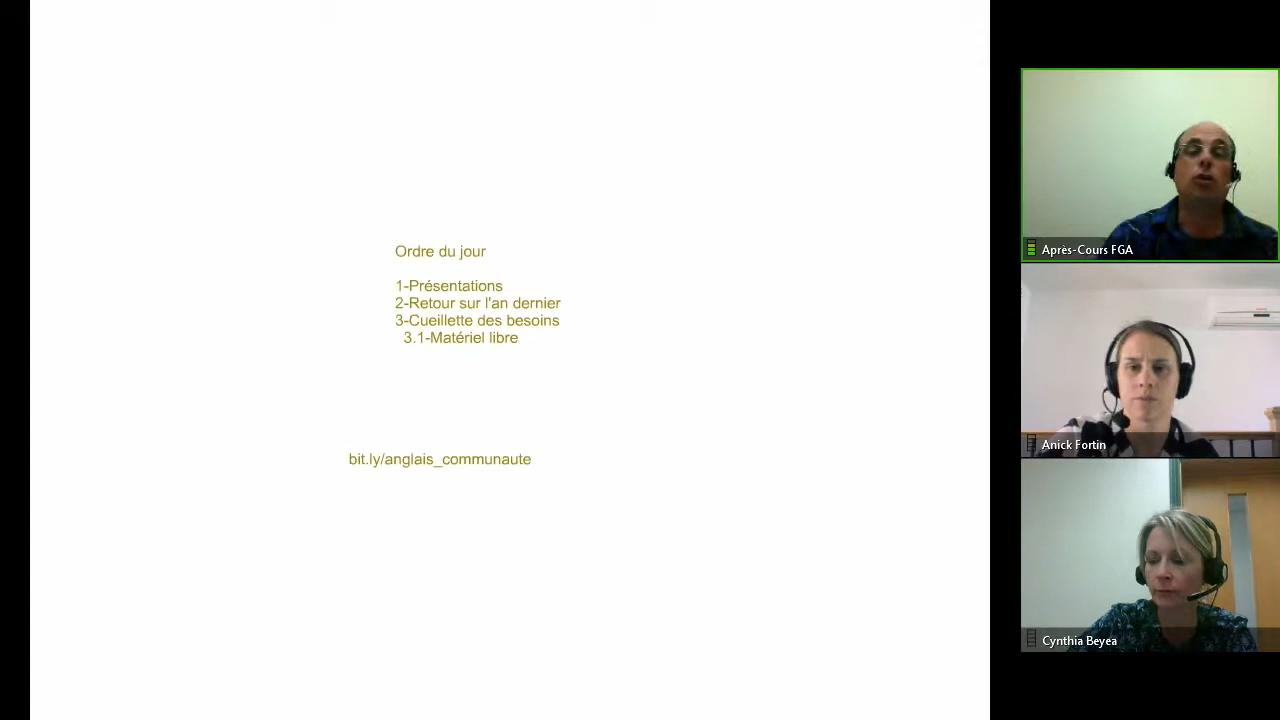 Ordre du jour
1-Présentations
2-Retour sur l'an dernier
3-Cueillette des besoins
3.1-Matériel libre
bit.ly/anglais_communaute
Après-Cours FGA
Anick Fortin
Cynthia Beyea